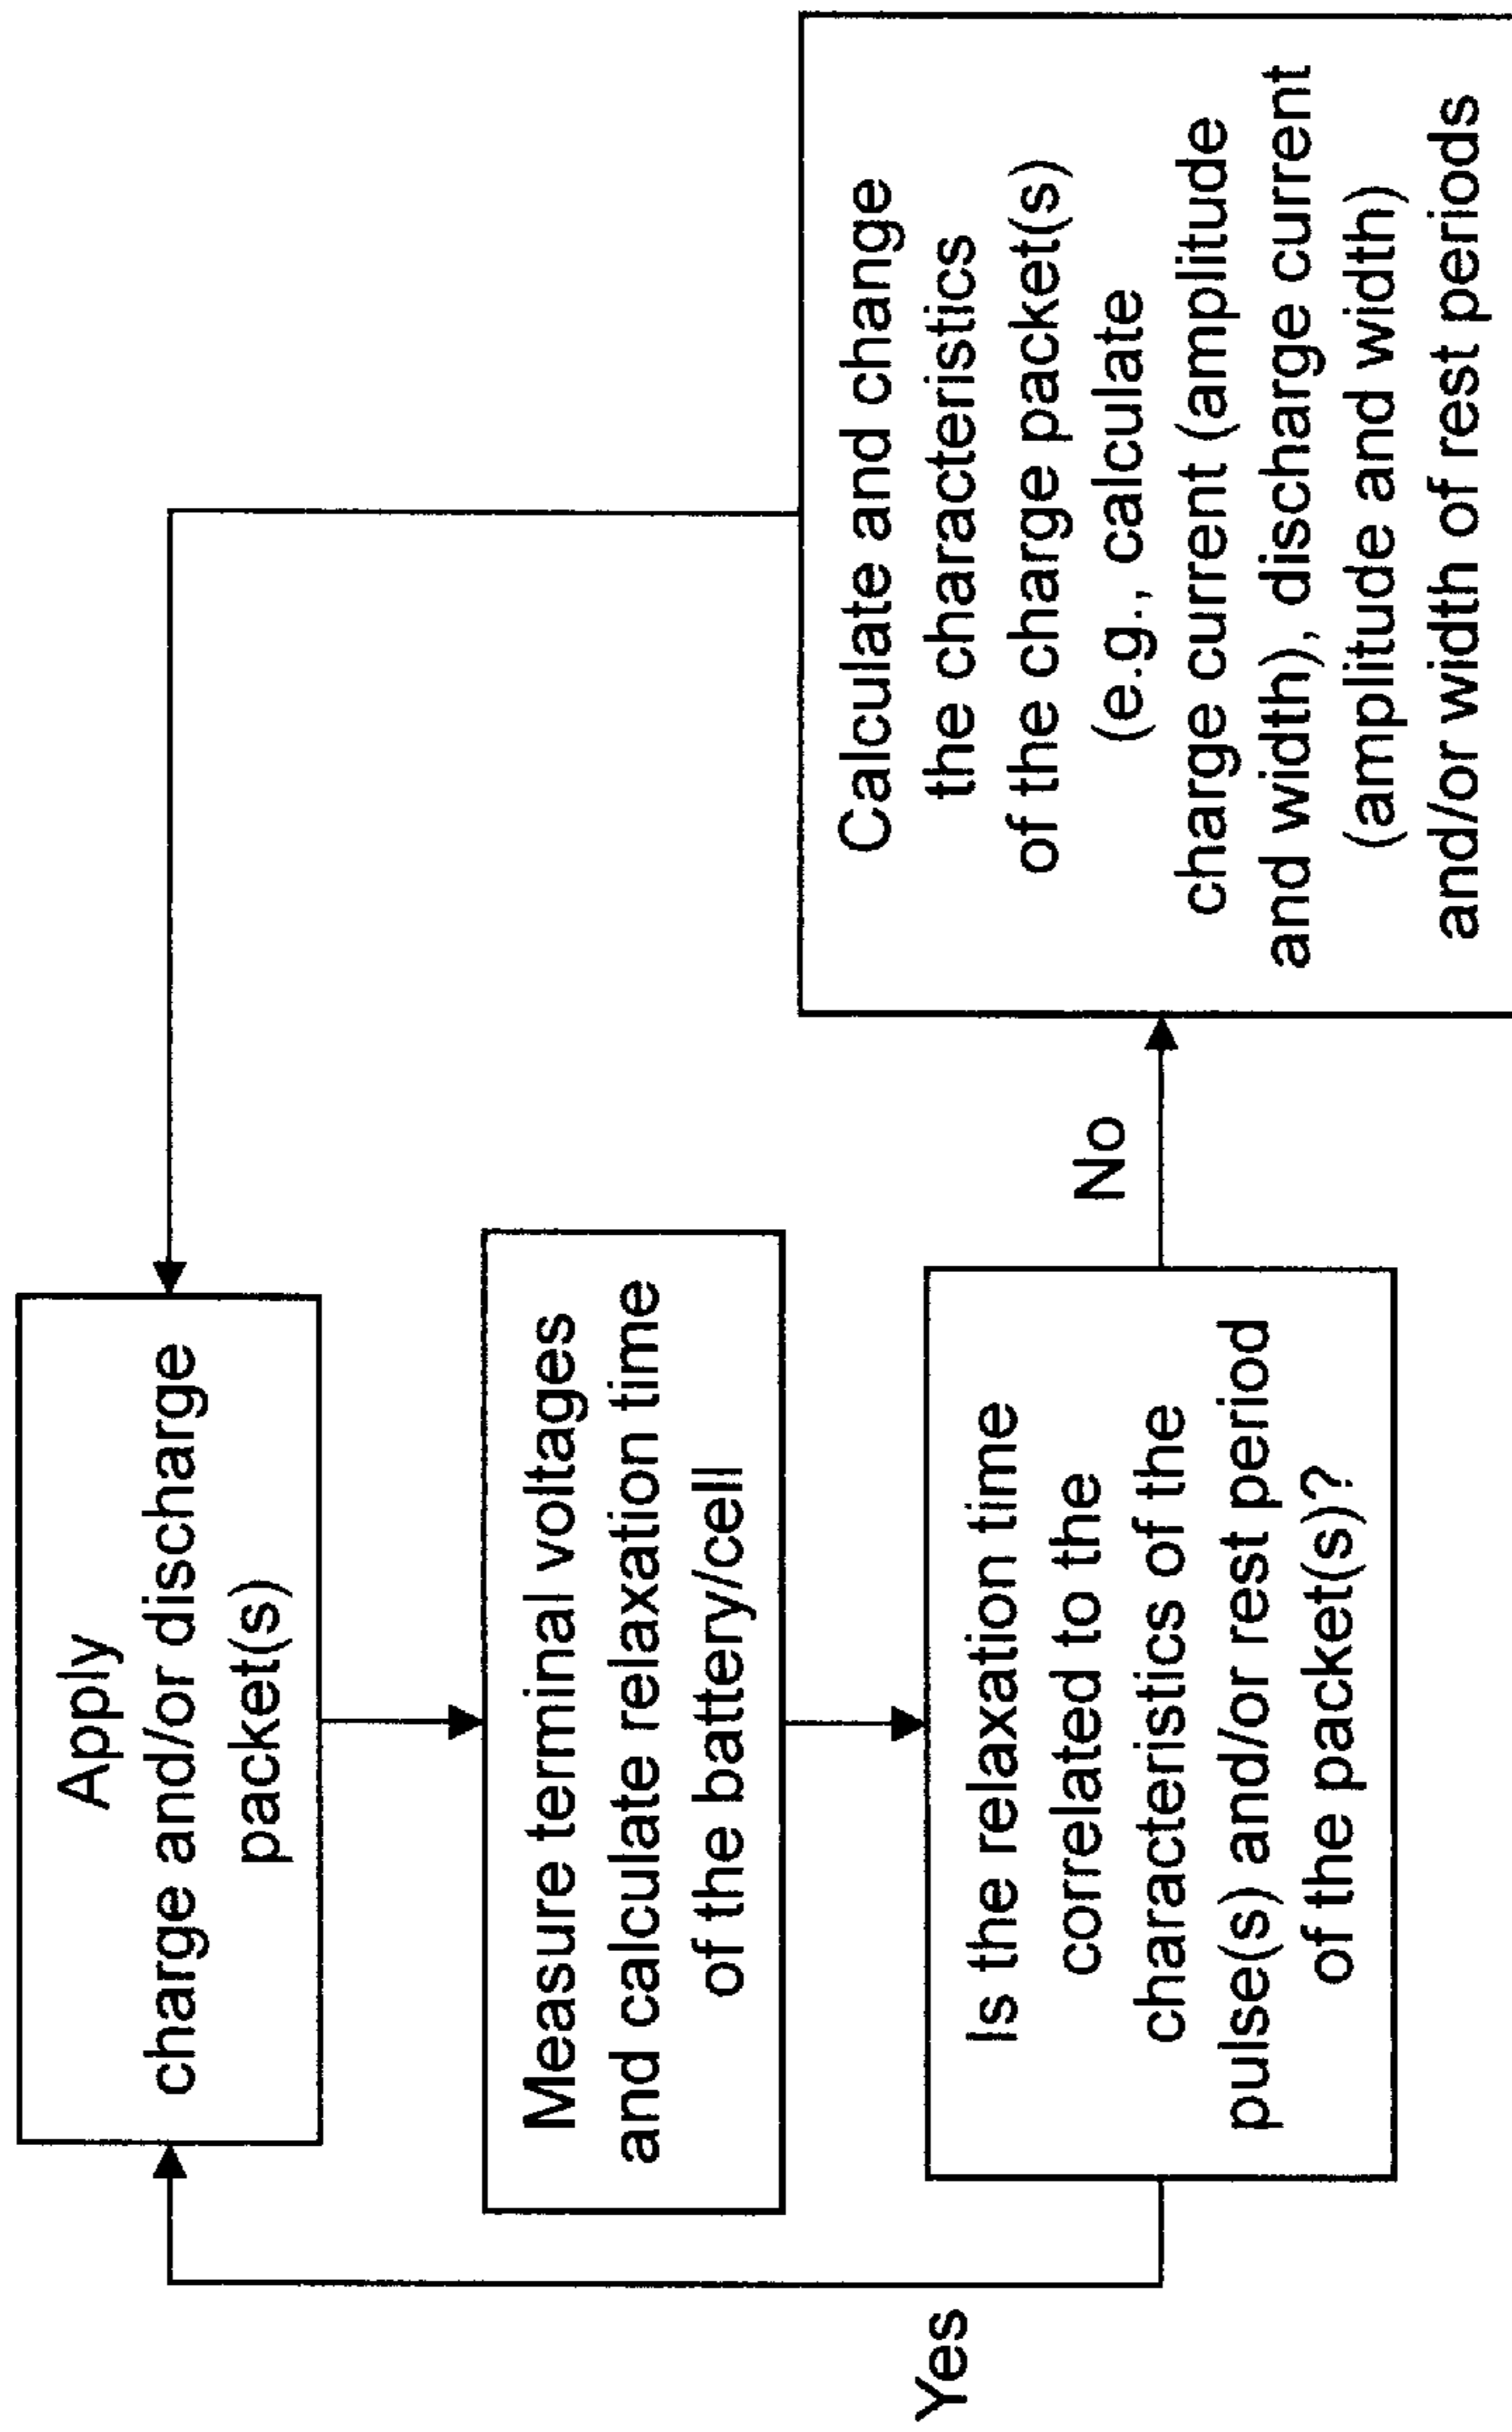 Apply
charge and/or discharge
packet(s)
Measure terminal voltages
and calculate relaxation time
of the battery/cell
Is the relaxation time
correlated to the
characteristics of the
pulse(s) and/or rest period
of the packet(s)?
Yes
No
Calculate and change
the characteristics
of the charge packet(s)
(e.g., calculate
charge current (amplitude
and width), discharge current
(amplitude and width)
and/or width of rest periods